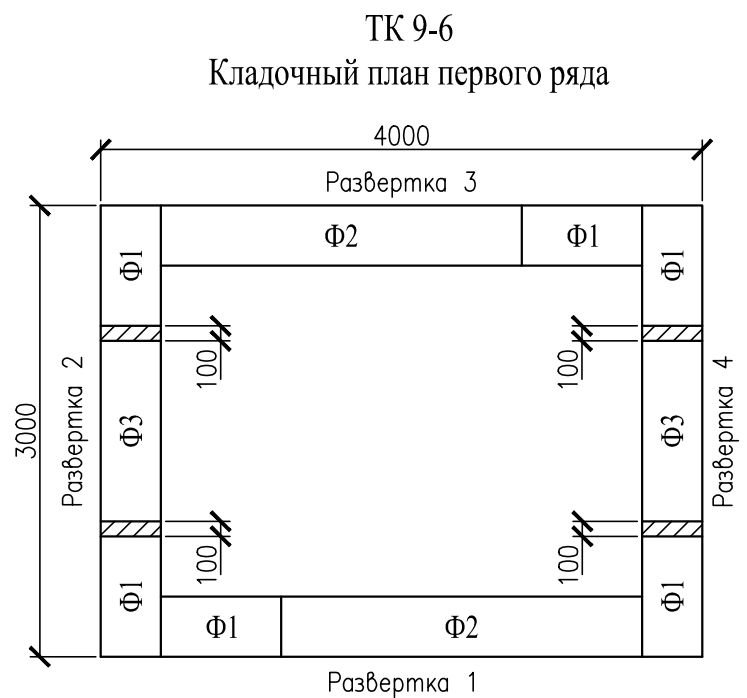 ТК 9-6
Кладочный план первого ряда
4000
Развертка 3
Ф1
Ф2
Ф1
Ф1
100
100
3000
Развертка 2
Ф3
Ф3
Развертка 4
100
100
Ф1
Ф1
Ф2
Ф1
Развертка 1